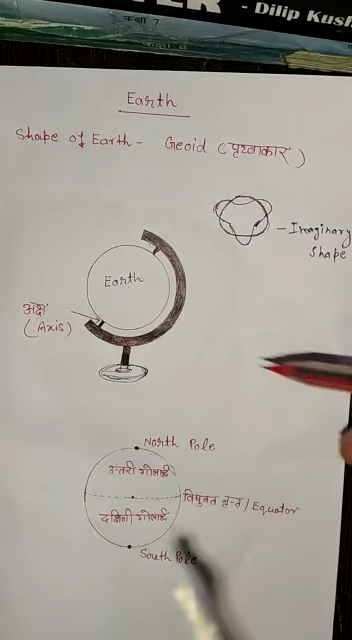 कक्षा 7
ER - Dilip Kush
Earth
Shape of Earth - Geoid (पृथ्वाकार)
- Imaginary
Shape
Earth
अक्ष
(Axis)
North Pole
उत्तरी गोलार्द्ध
विषुवत वृत्त / Equator
दक्षिणी गोलार्द्ध
South Pole